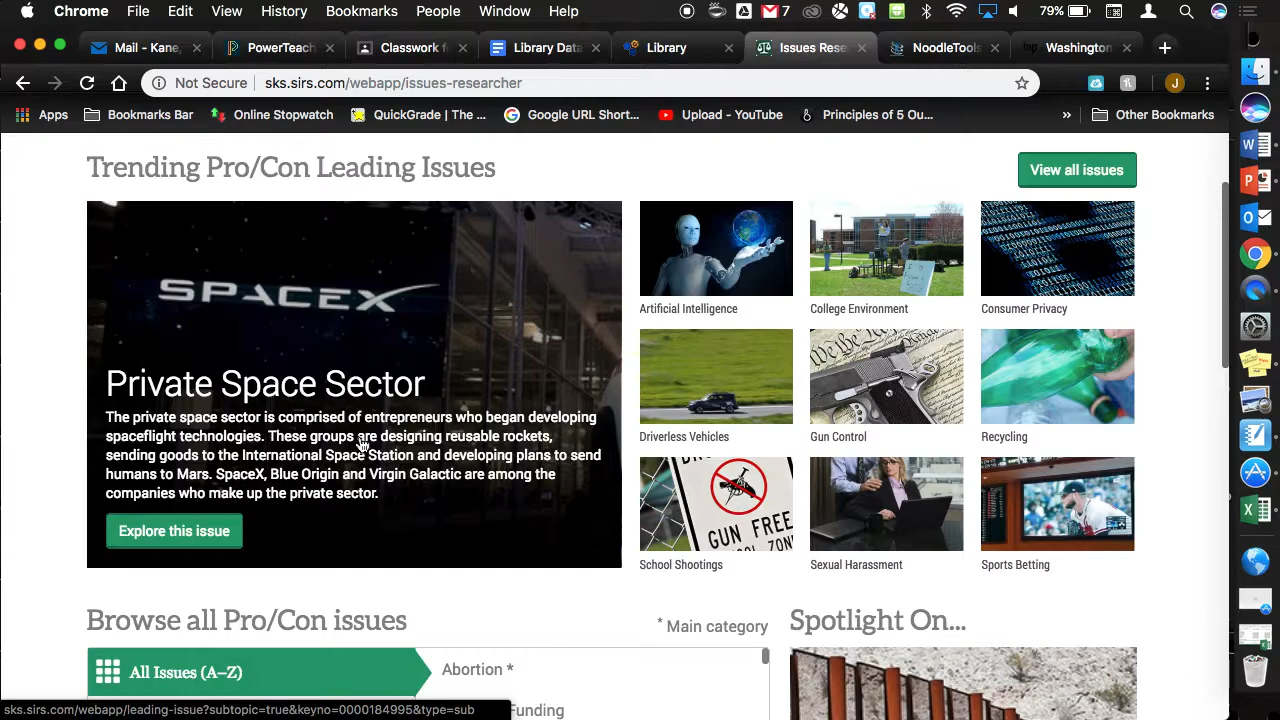 Chrome File Edit View History Bookmarks People Window Help 7 79%
Mail - Kane, PowerTeach Classwork f Library Data Library Issues Rese NoodleTools Washington
Not Secure sks.sirs.com/webapp/issues-researcher J
Apps Bookmarks Bar Online Stopwatch QuickGrade | The ... Google URL Short... Upload - YouTube Principles of 5 Ou... » Other Bookmarks
Trending Pro/Con Leading Issues
View all issues
SPACEX
Private Space Sector
The private space sector is comprised of entrepreneurs who began developing
spaceflight technologies. These groups are designing reusable rockets,
sending goods to the International Space Station and developing plans to send
humans to Mars. SpaceX, Blue Origin and Virgin Galactic are among the
companies who make up the private sector.
Explore this issue
Artificial Intelligence
College Environment
Consumer Privacy
We the
Driverless Vehicles
Gun Control
Recycling
GUN FREE
School Shootings
Sexual Harassment
Sports Betting
Browse all Pro/Con issues
* Main category
Spotlight On...
All Issues (A–Z)
Abortion *
Funding
sks.sirs.com/webapp/leading-issue?subtopic=true&keyno=0000184995&type=sub